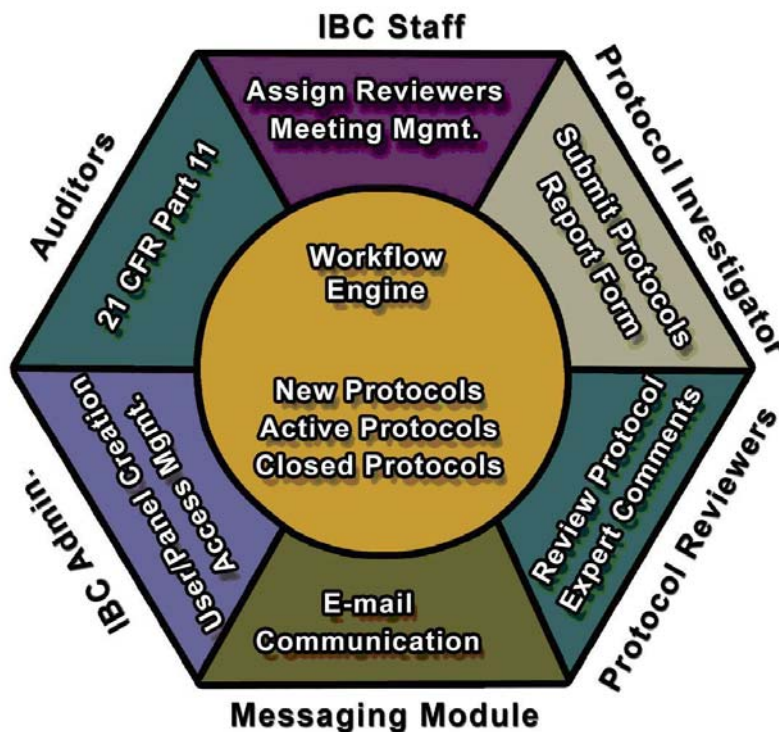 IBC Staff
Assign Reviewers
Meeting Mgmt.
Protocol Investigator
Submit Protocols
Report Form
Protocol Reviewers
Review Protocol
Expert Comments
Messaging Module
E-mail
Communication
IBC Admin.
User/Panel Creation
Access Mgmt.
Auditors
21 CFR Part 11
Workflow
Engine
New Protocols
Active Protocols
Closed Protocols